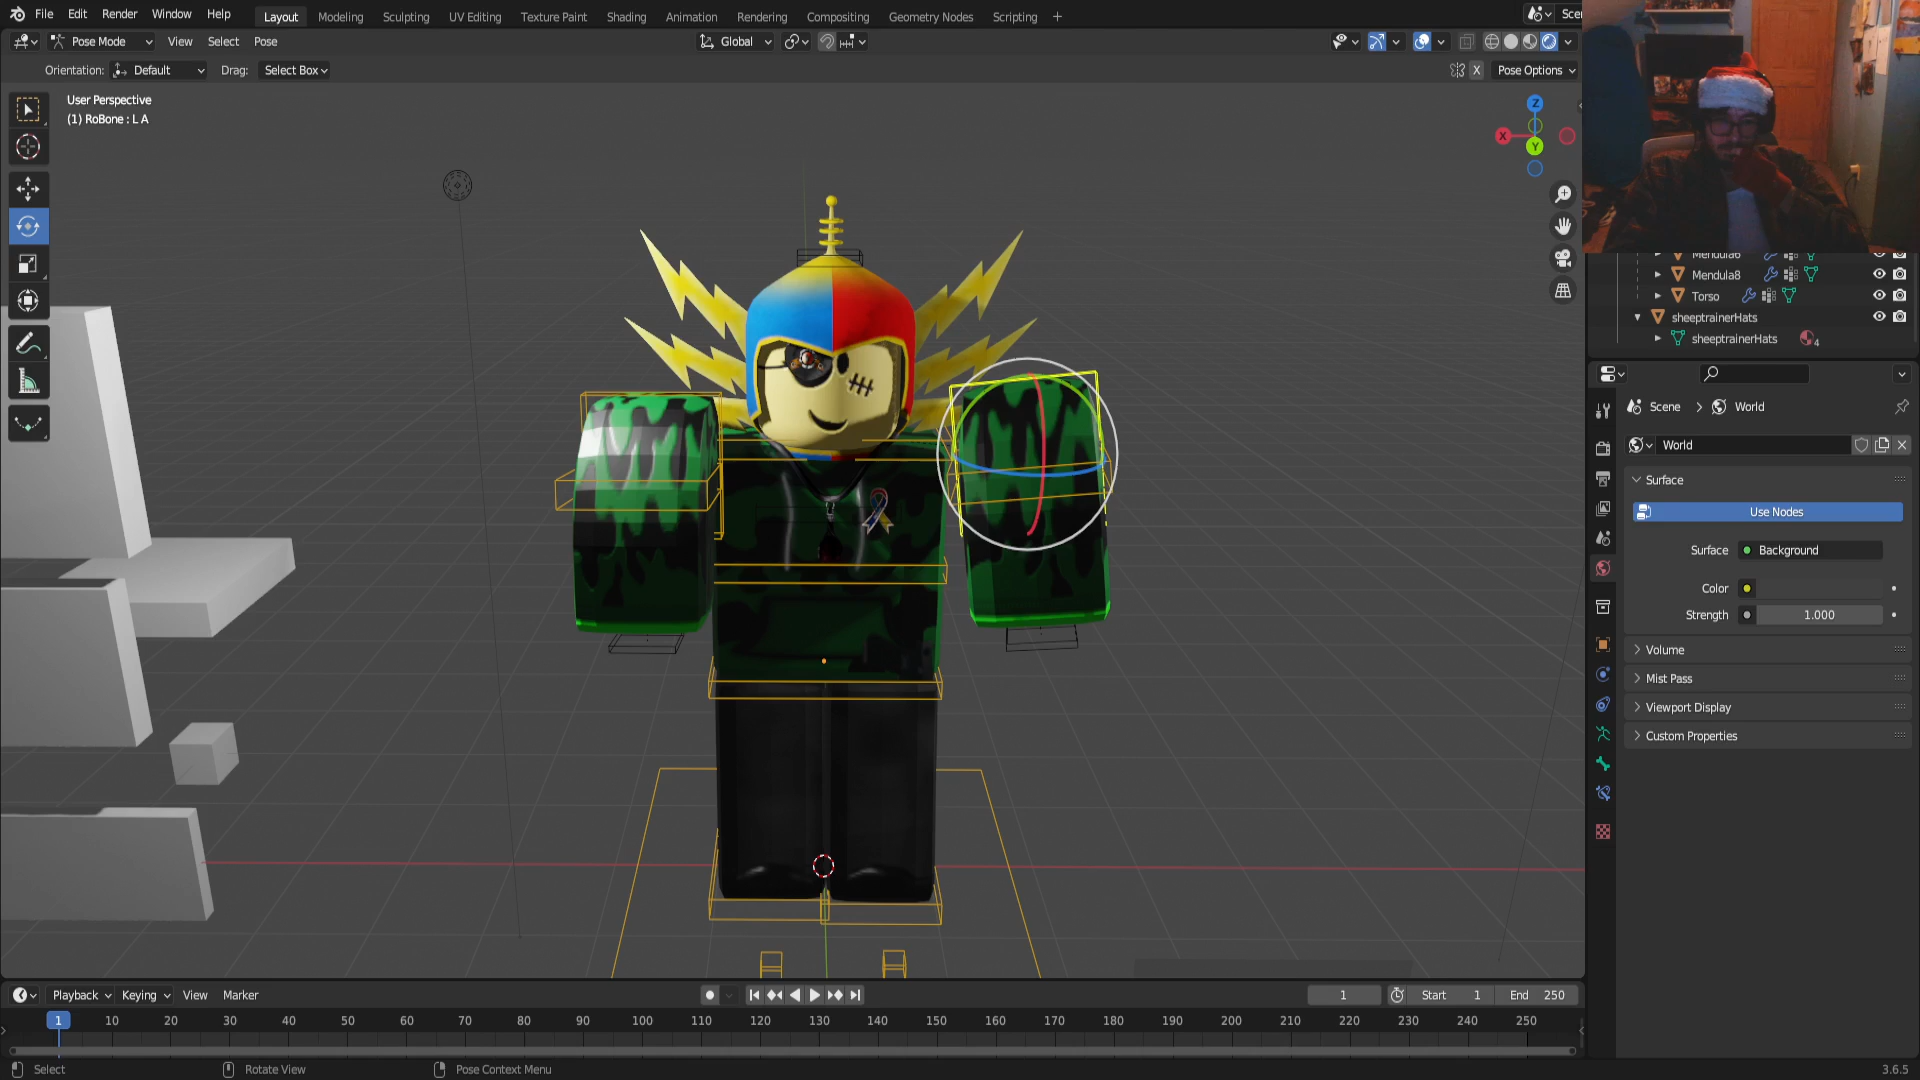 File Edit Render Window Help Layout Modeling Sculpting UV Editing Texture Paint Shading Animation Rendering Compositing Geometry Nodes Scripting + Scer
Pose Mode View Select Pose Global
Orientation: Default Drag: Select Box X Pose Options
User Perspective
(1) RoBone : L A
Z
X
Y
Mendula6
Mendula8
Torso
sheeptrainerHats
sheeptrainerHats 4
Scene > World
World
Surface
Use Nodes
Surface Background
Color
Strength 1.000
Volume
Mist Pass
Viewport Display
Custom Properties
Playback Keying View Marker 1 Start 1 End 250
1 10 20 30 40 50 60 70 80 90 100 110 120 130 140 150 160 170 180 190 200 210 220 230 240 250
Select Rotate View Pose Context Menu 3.6.5